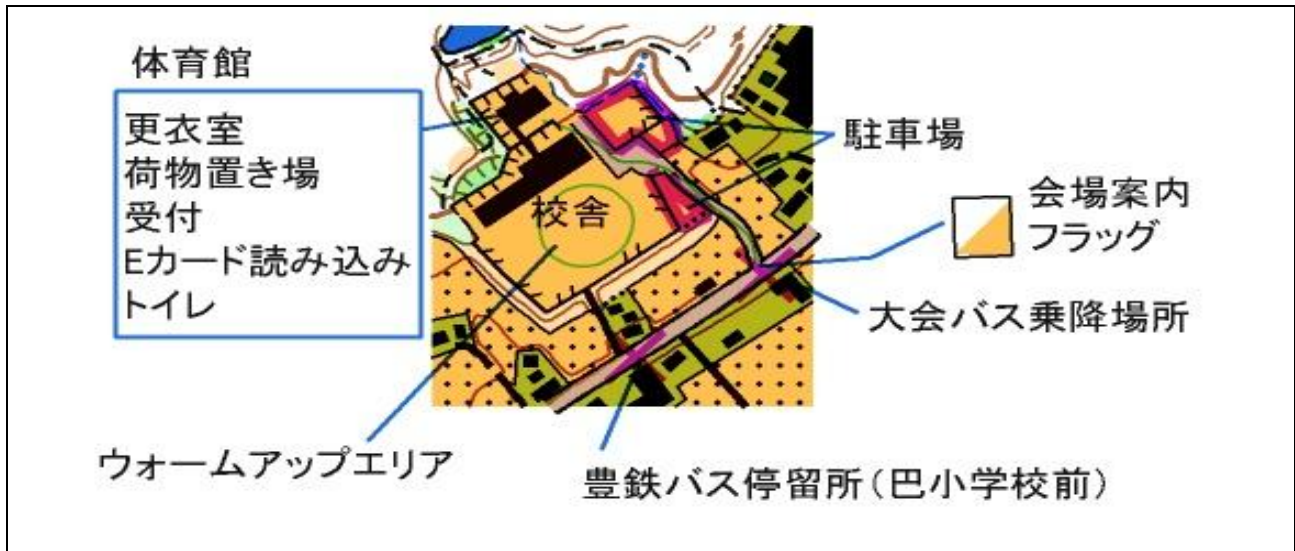 体育館
更衣室
荷物置き場
受付
Eカード読み込み
トイレ
校舎
駐車場
会場案内
フラッグ
大会バス乗降場所
ウォームアップエリア
豊鉄バス停留所(巴小学校前)